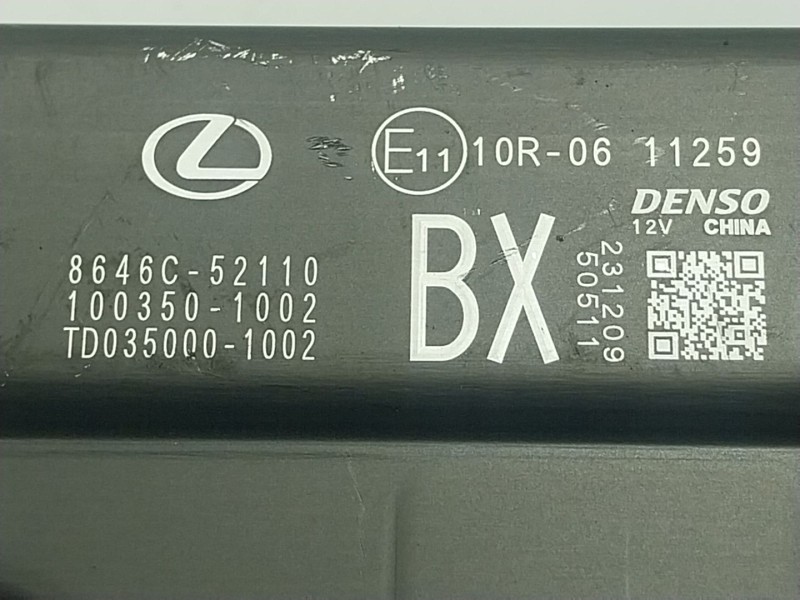 E11 10R-06 11259
DENSO
12V CHINA
8646C-52110
100350-1002
TD035000-1002
BX
231209
50511